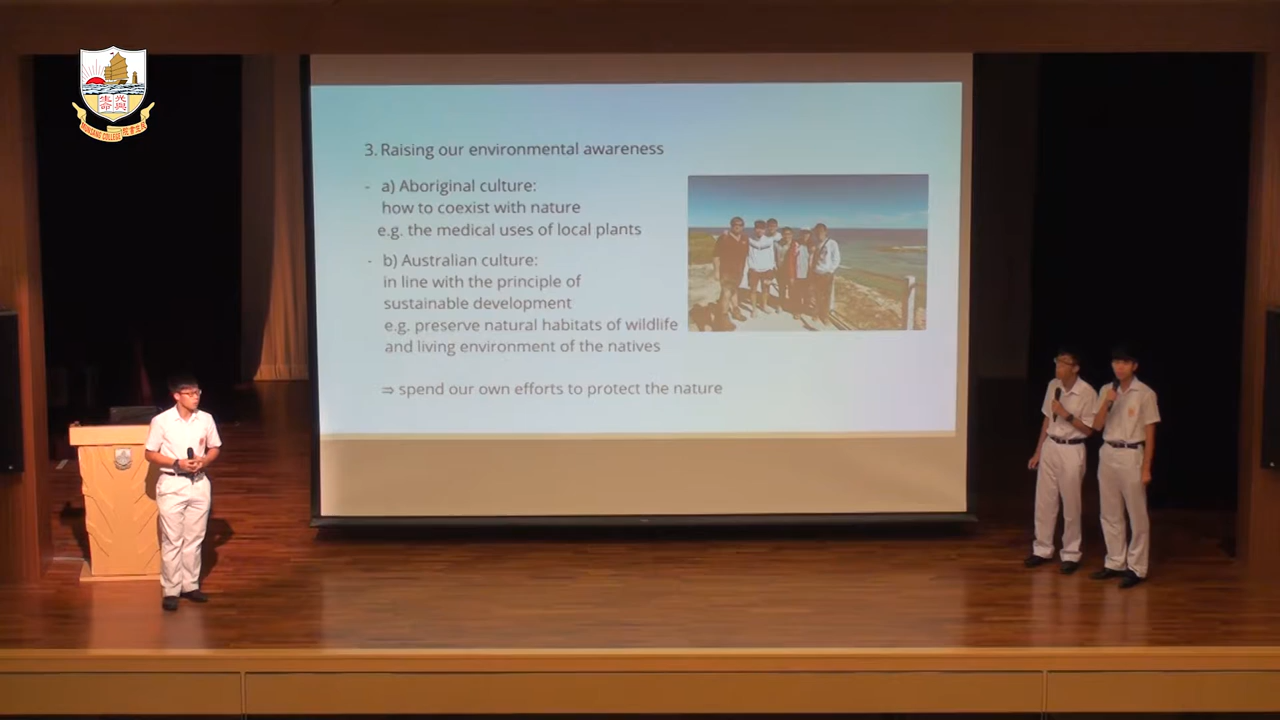 3. Raising our environmental awareness
- a) Aboriginal culture:
how to coexist with nature
e.g. the medical uses of local plants
- b) Australian culture:
in line with the principle of
sustainable development
e.g. preserve natural habitats of wildlife
and living environment of the natives
⇒ spend our own efforts to protect the nature